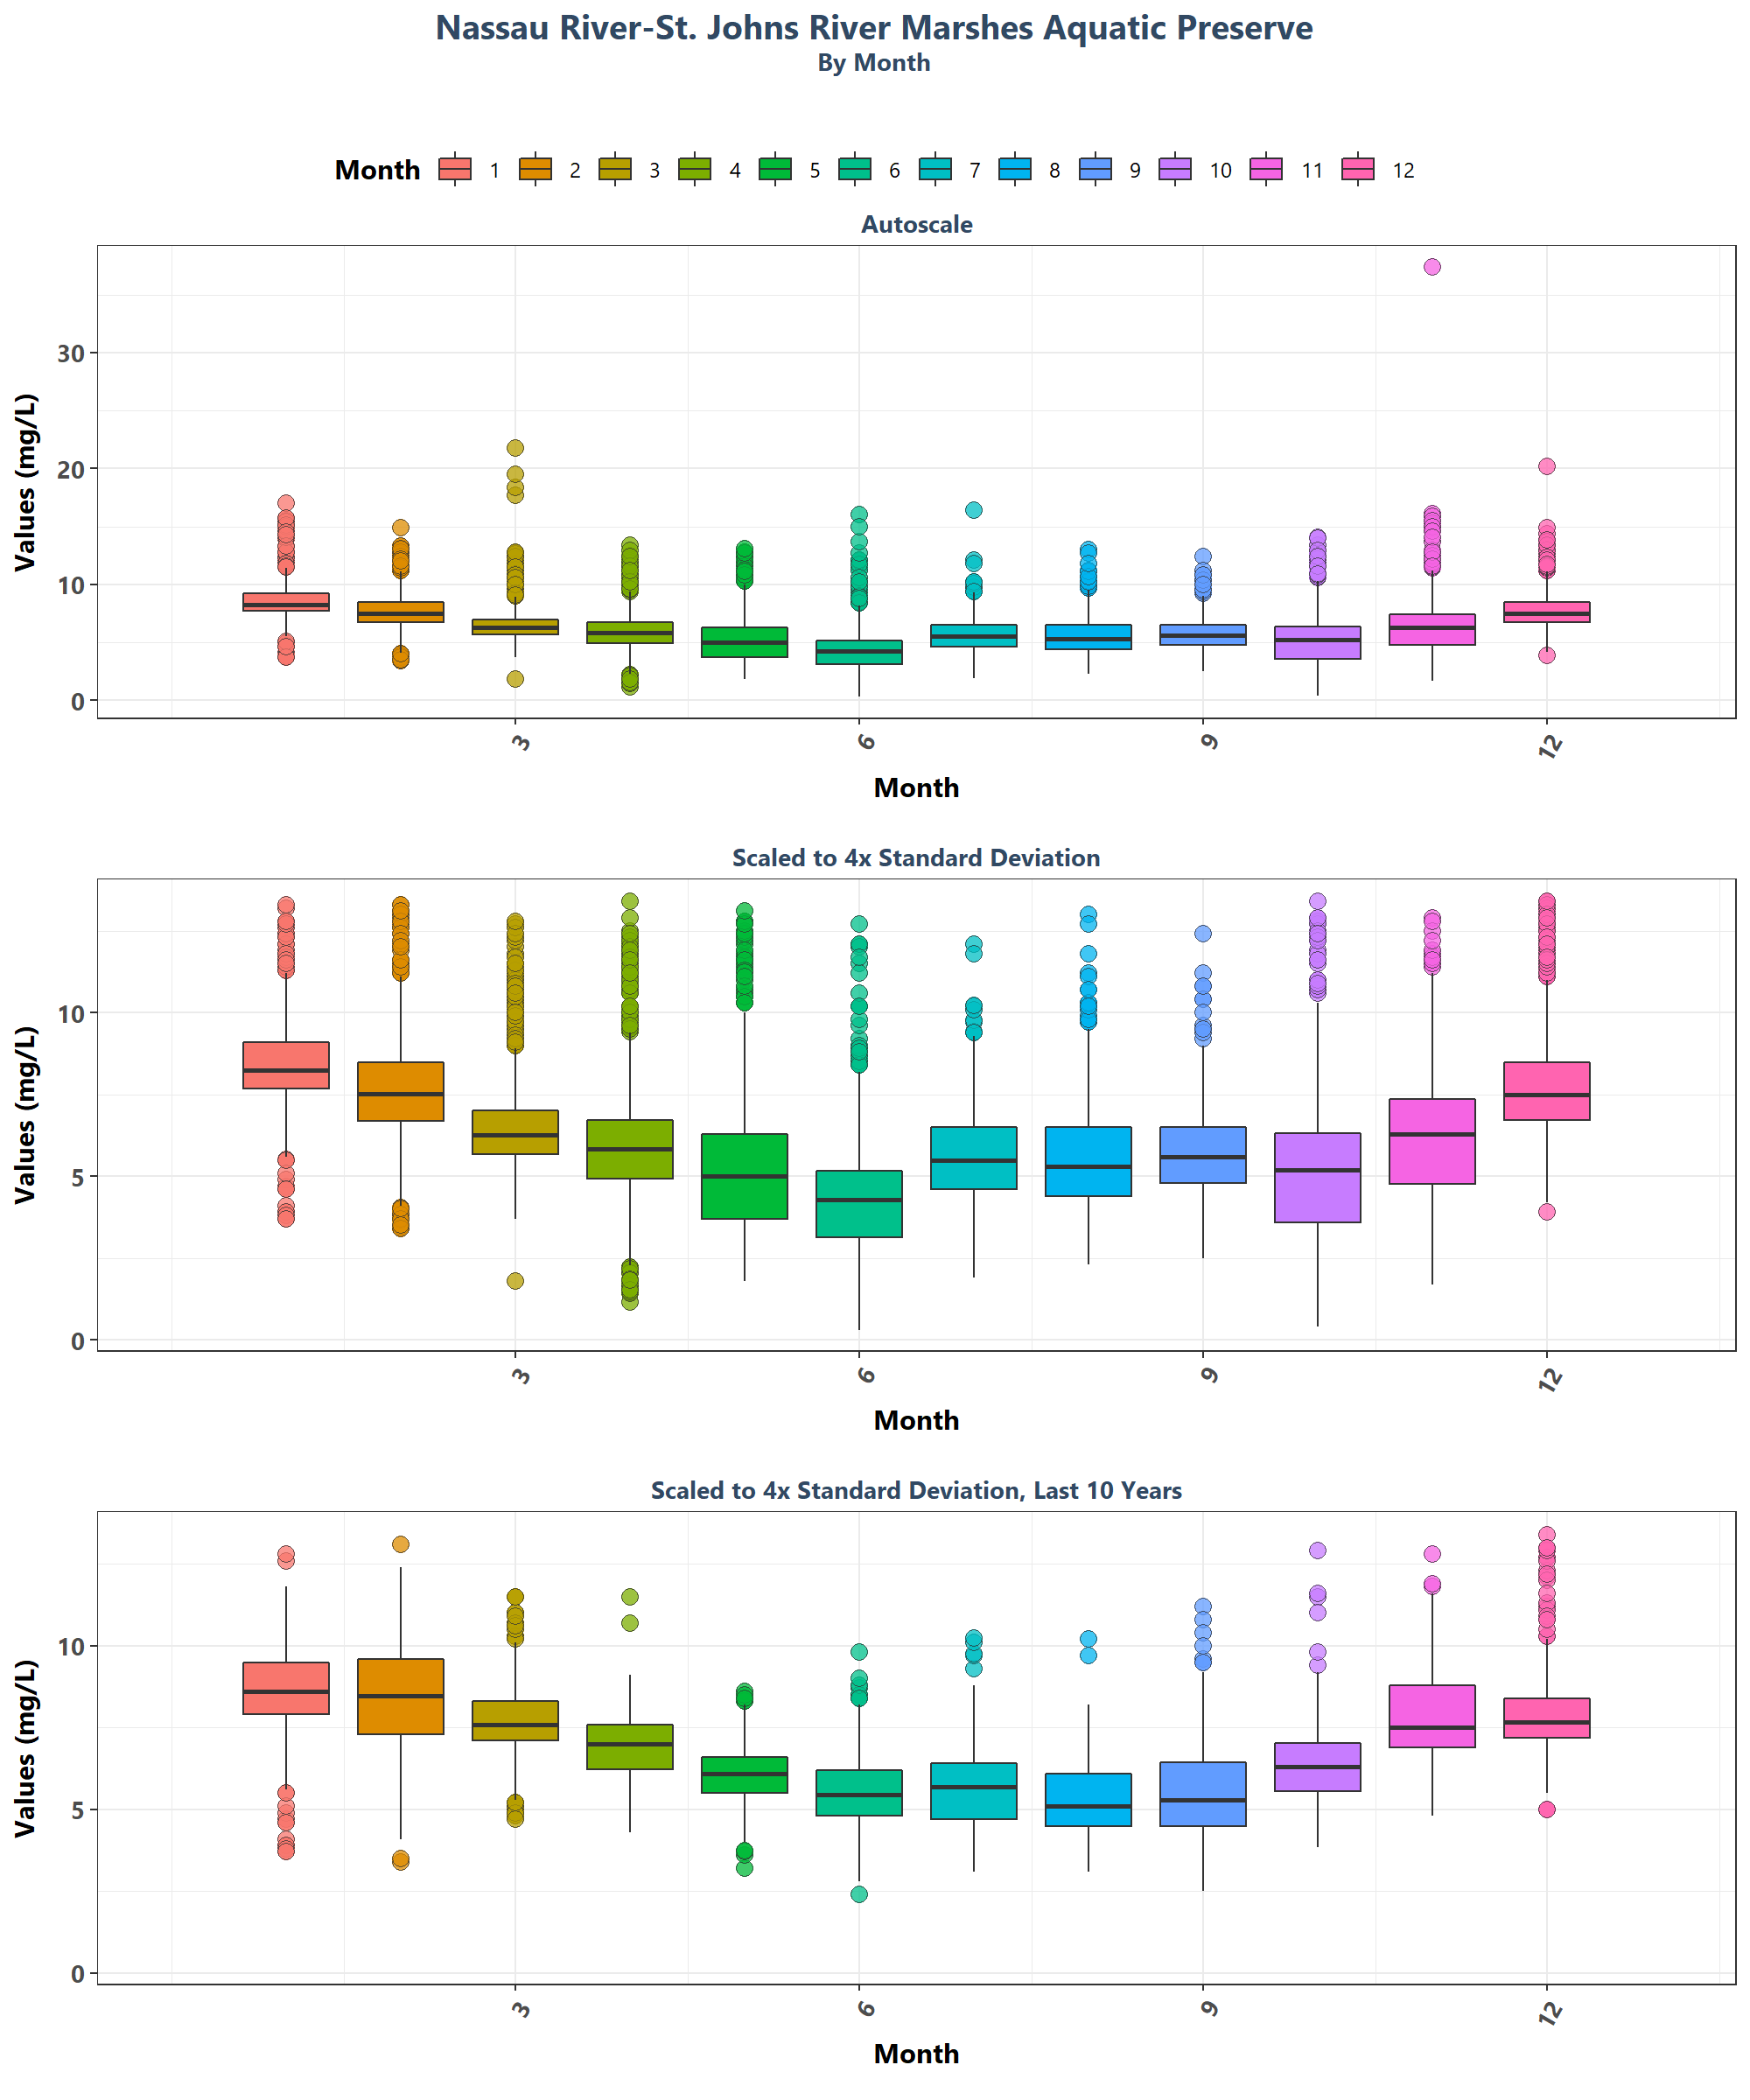 Nassau River-St. Johns River Marshes Aquatic Preserve
By Month
Month 1 2 3 4 5 6 7 8 9 10 11 12
Autoscale
Values (mg/L)
30
20
10
0
3 6 9 12
Month
Scaled to 4x Standard Deviation
Values (mg/L)
10
5
0
3 6 9 12
Month
Scaled to 4x Standard Deviation, Last 10 Years
Values (mg/L)
10
5
0
3 6 9 12
Month